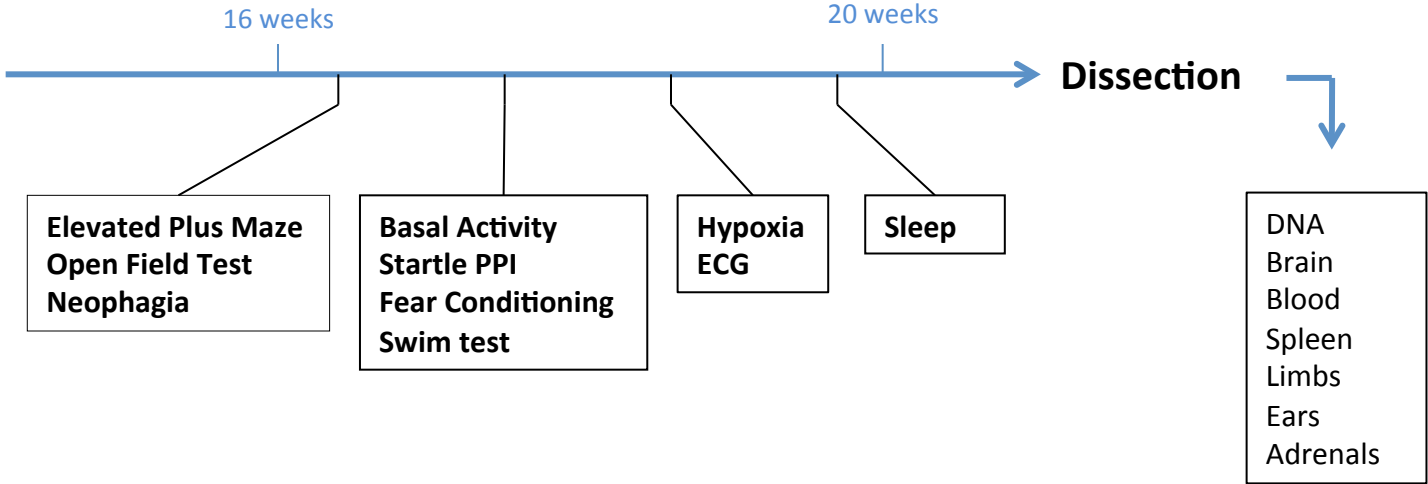 16 weeks
20 weeks
Dissection
Elevated Plus Maze
Open Field Test
Neophagia
Basal Activity
Startle PPI
Fear Conditioning
Swim test
Hypoxia
ECG
Sleep
DNA
Brain
Blood
Spleen
Limbs
Ears
Adrenals